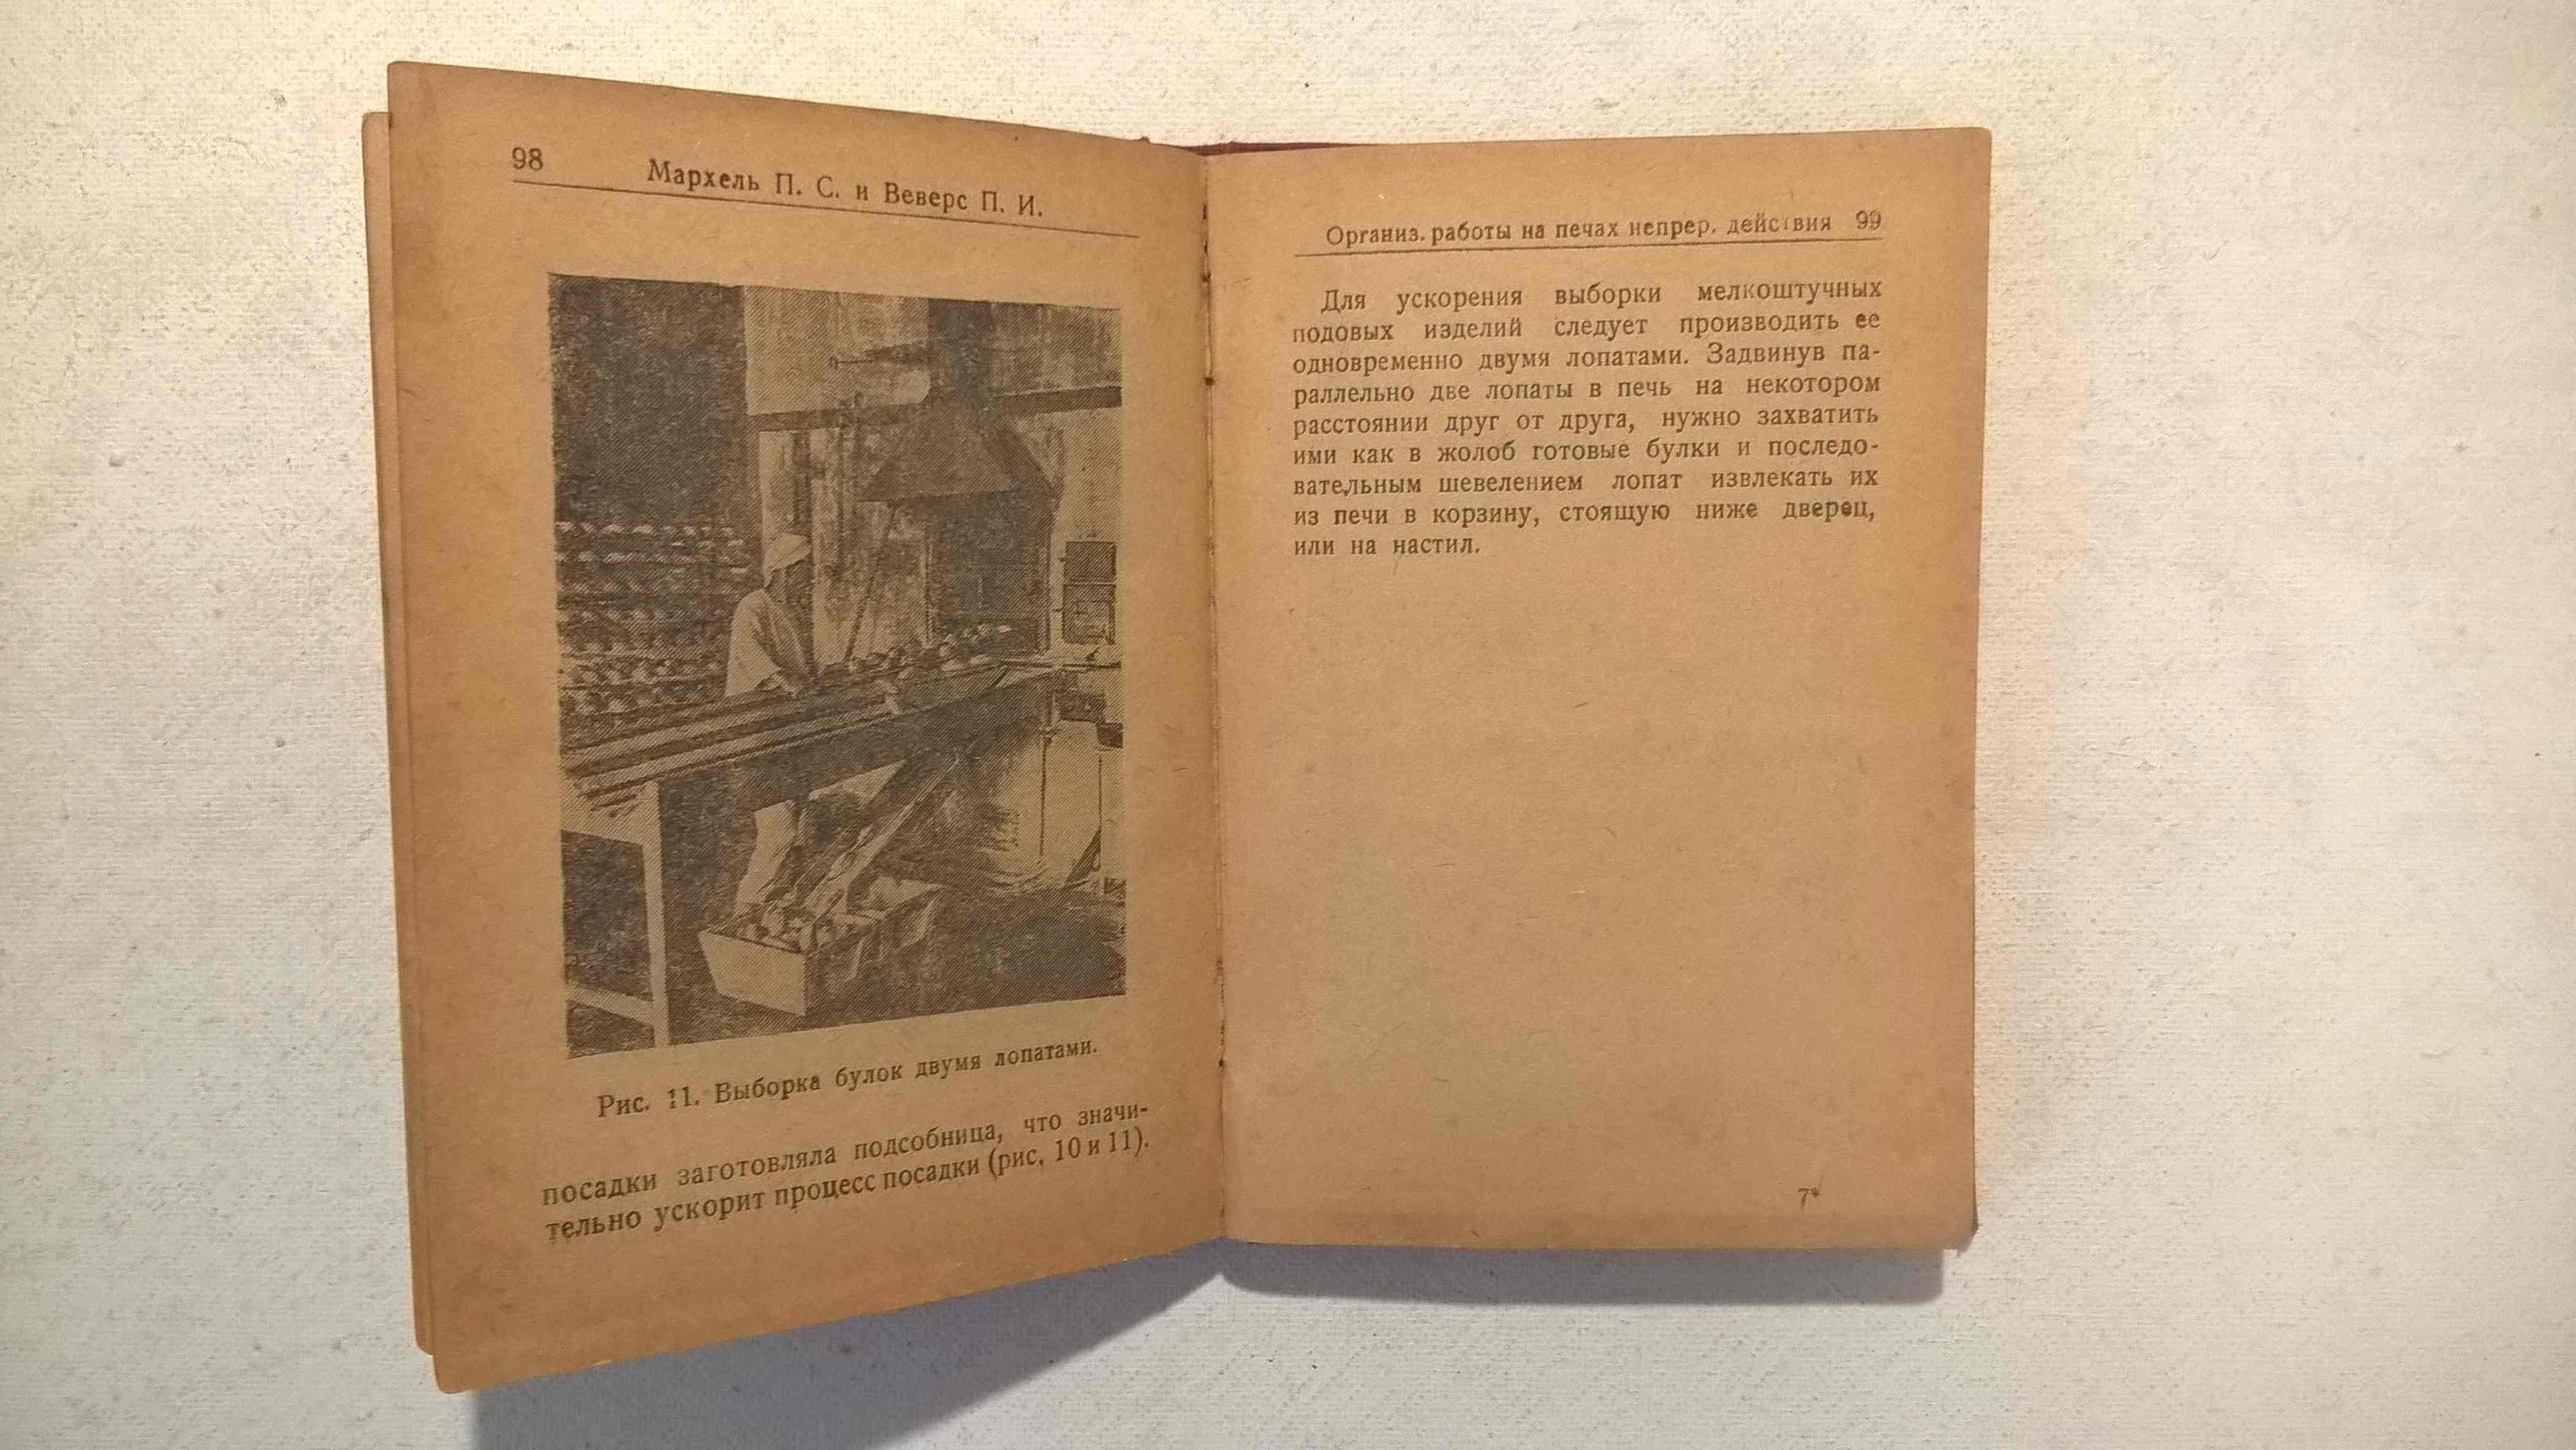 98
Мархель П. С. и Веверс П. И.
Рис. 11. Выборка булок двумя лопатами.
посадки заготовляла подсобница, что значи-
тельно ускорит процесс посадки (рис. 10 и 11).
Организ. работы на печах непрер. действия 99
Для ускорения выборки мелкоштучных
подовых изделий следует производить ее
одновременно двумя лопатами. Задвинув па-
раллельно две лопаты в печь на некотором
расстоянии друг от друга, нужно захватить
ими как в жолоб готовые булки и последо-
вательным шевелением лопат извлекать их
из печи в корзину, стоящую ниже дверец,
или на настил.
7*